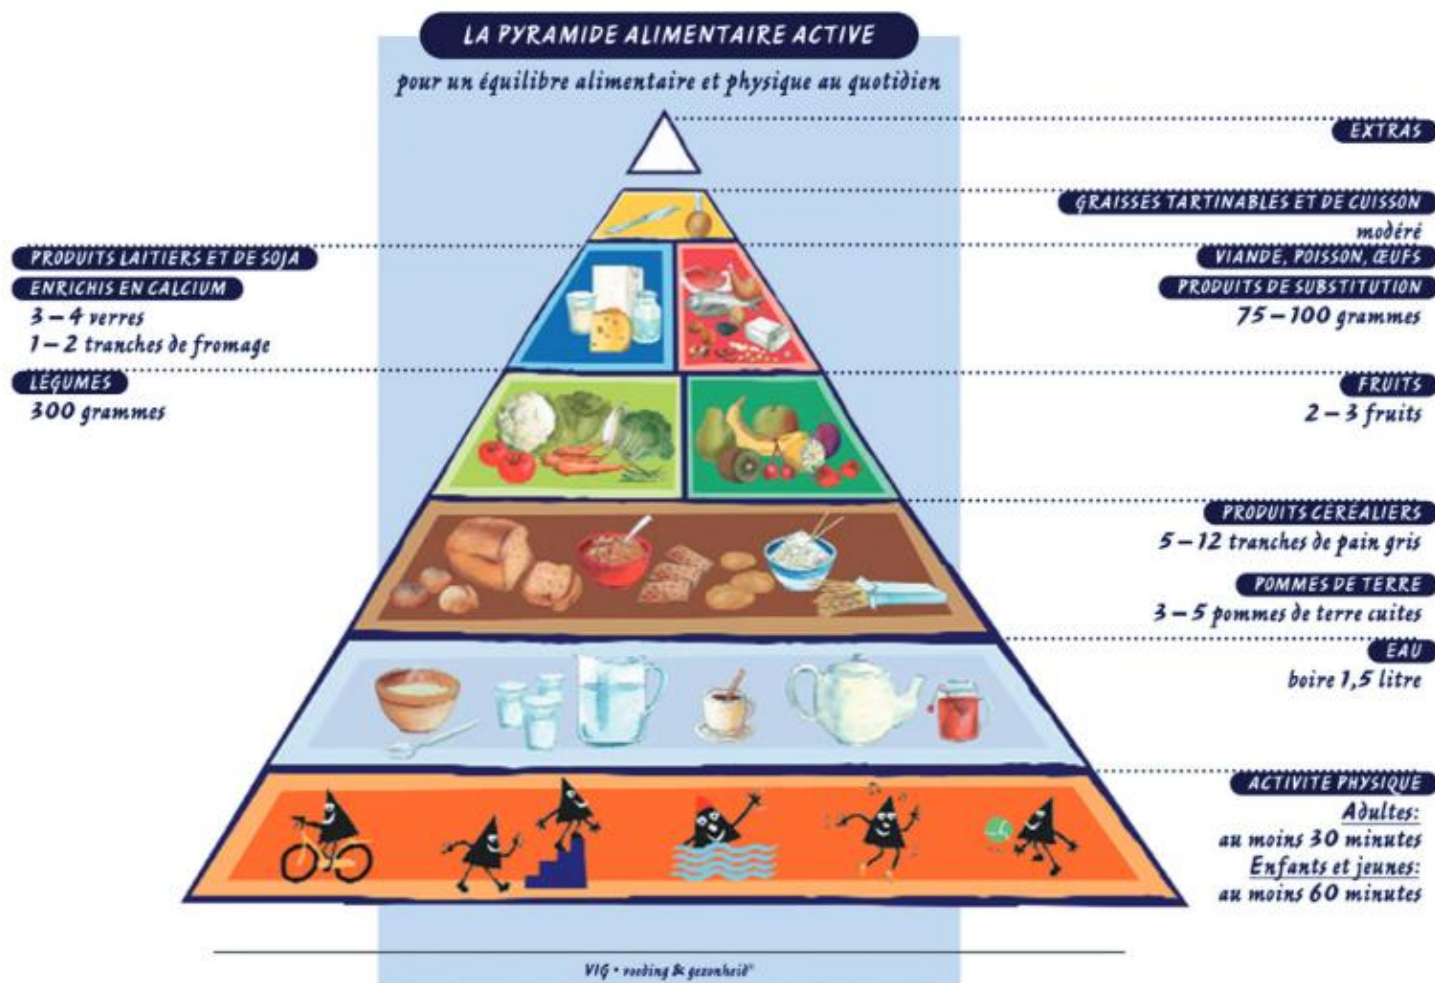 LA PYRAMIDE ALIMENTAIRE ACTIVE
pour un équilibre alimentaire et physique au quotidien
EXTRAS
GRAISSES TARTINABLES ET DE CUISSON
modéré
PRODUITS LAITIERS ET DE SOJA
ENRICHIS EN CALCIUM
3 – 4 verres
1 – 2 tranches de fromage
VIANDE, POISSON, ŒUFS
PRODUITS DE SUBSTITUTION
75 – 100 grammes
LÉGUMES
300 grammes
FRUITS
2 – 3 fruits
PRODUITS CÉRÉALIERS
5 – 12 tranches de pain gris
POMMES DE TERRE
3 – 5 pommes de terre cuites
EAU
boire 1,5 litre
ACTIVITÉ PHYSIQUE
Adultes:
au moins 30 minutes
Enfants et jeunes:
au moins 60 minutes
VIG • voeding & gezonheid®